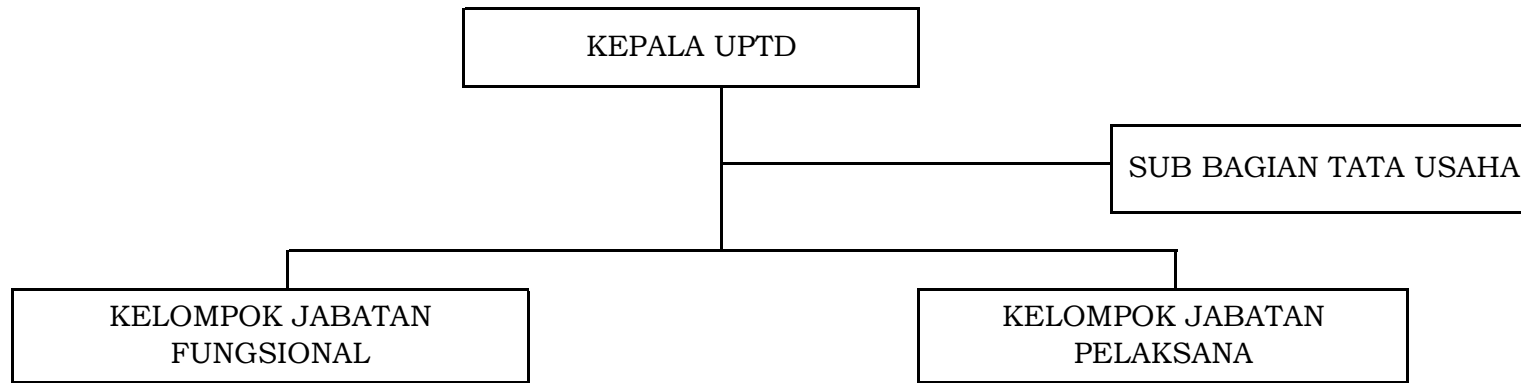 KEPALA UPTD
SUB BAGIAN TATA USAHA
KELOMPOK JABATAN
FUNGSIONAL
KELOMPOK JABATAN
PELAKSANA